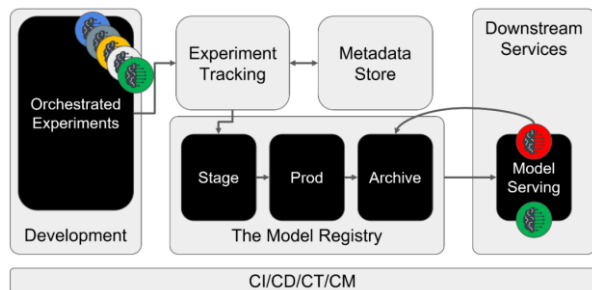 Orchestrated
Experiments
Development
Experiment
Tracking
Metadata
Store
Stage
Prod
Archive
The Model Registry
Downstream
Services
Model
Serving
CI/CD/CT/CM